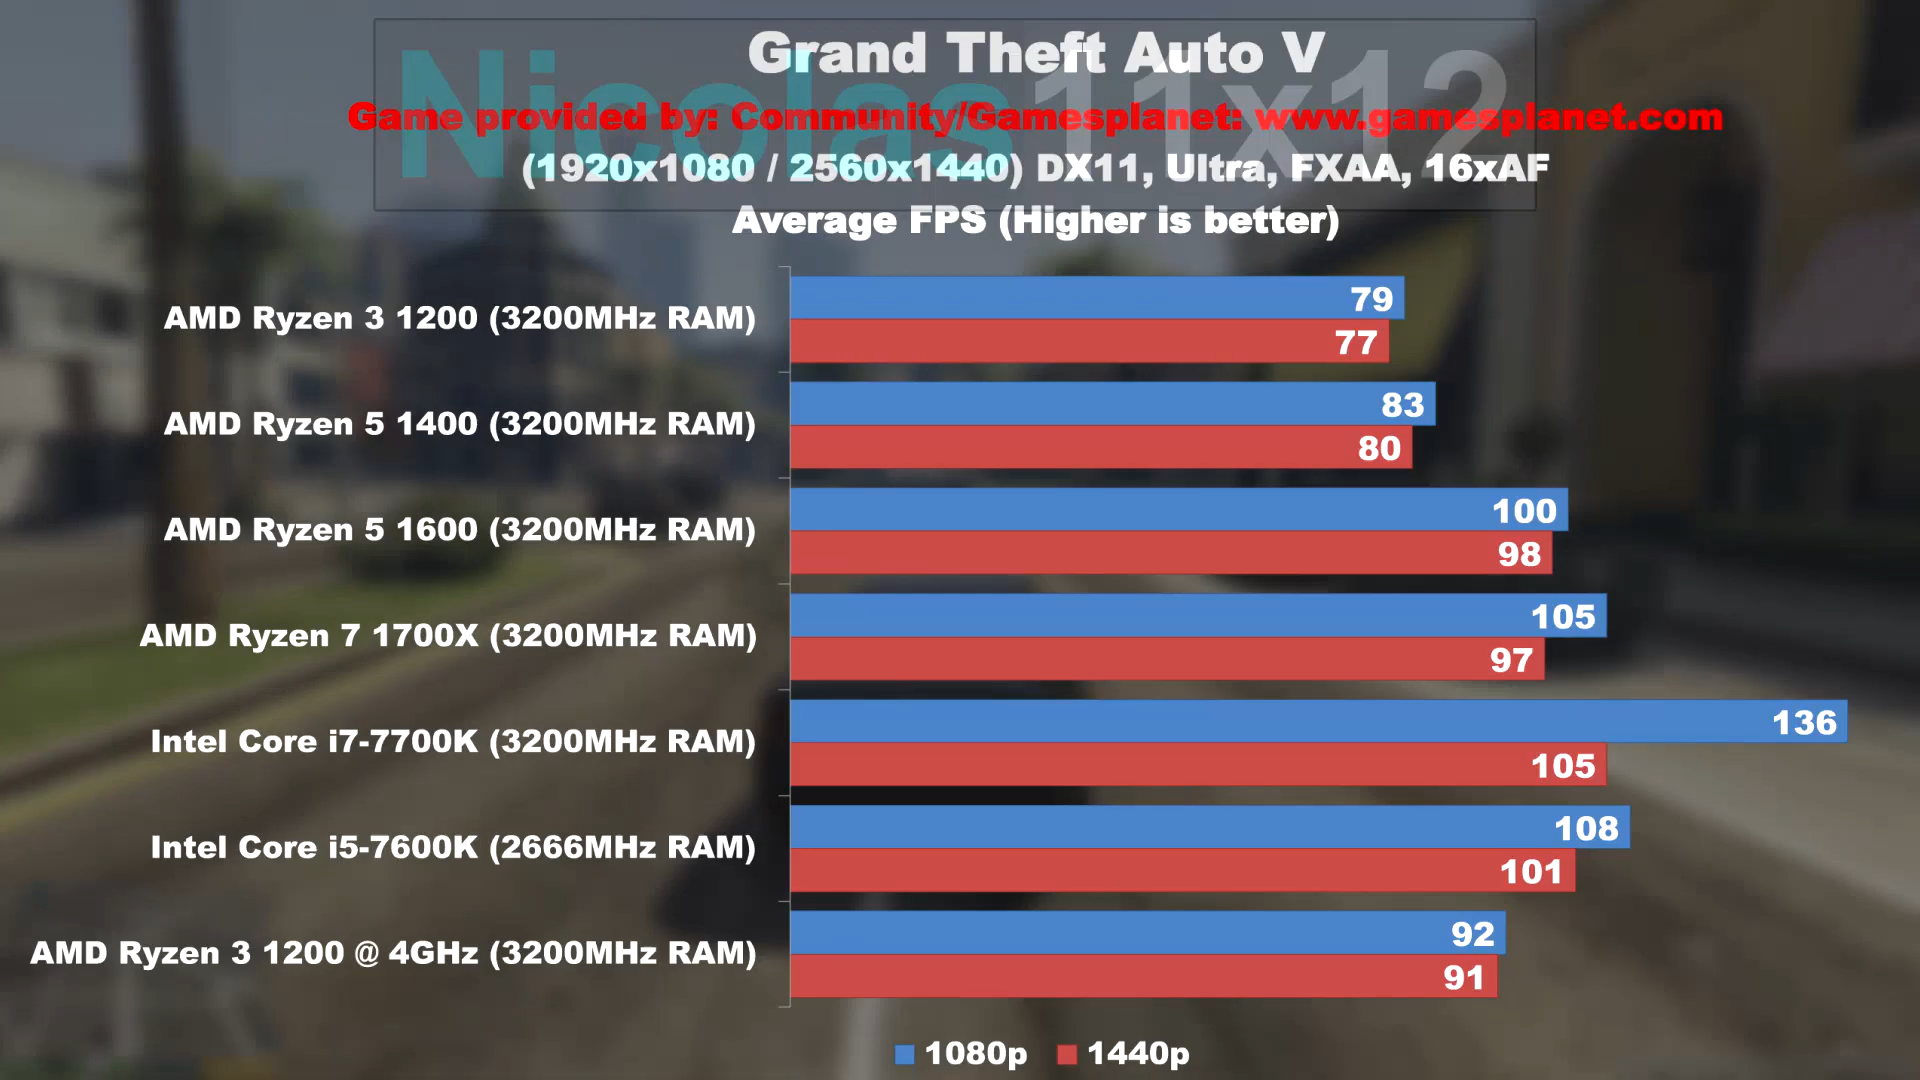 Grand Theft Auto V
Nicolas11x12
Game provided by: Community/Gamesplanet: www.gamesplanet.com
(1920x1080 / 2560x1440) DX11, Ultra, FXAA, 16xAF
Average FPS (Higher is better)
AMD Ryzen 3 1200 (3200MHz RAM)
79
77
AMD Ryzen 5 1400 (3200MHz RAM)
83
80
AMD Ryzen 5 1600 (3200MHz RAM)
100
98
AMD Ryzen 7 1700X (3200MHz RAM)
105
97
Intel Core i7-7700K (3200MHz RAM)
136
105
Intel Core i5-7600K (2666MHz RAM)
108
101
AMD Ryzen 3 1200 @ 4GHz (3200MHz RAM)
92
91
1080p 1440p